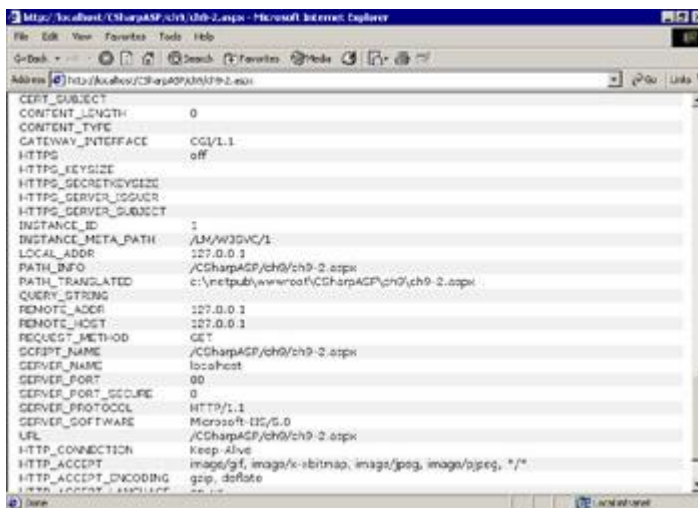 http://localhost/CSharpASP/ch9/ch9-2.aspx - Microsoft Internet Explorer
File Edit View Favorites Tools Help
Back Search Favorites Media
Address http://localhost/CSharpASP/ch9/ch9-2.aspx Go Links
CERT_SUBJECT
CONTENT_LENGTH 0
CONTENT_TYPE
GATEWAY_INTERFACE CGI/1.1
HTTPS off
HTTPS_KEYSIZE
HTTPS_SECRETKEYSIZE
HTTPS_SERVER_ISSUER
HTTPS_SERVER_SUBJECT
INSTANCE_ID 1
INSTANCE_META_PATH /LM/W3SVC/1
LOCAL_ADDR 127.0.0.1
PATH_INFO /CSharpASP/ch9/ch9-2.aspx
PATH_TRANSLATED c:\inetpub\wwwroot\CSharpASP\ch9\ch9-2.aspx
QUERY_STRING
REMOTE_ADDR 127.0.0.1
REMOTE_HOST 127.0.0.1
REQUEST_METHOD GET
SCRIPT_NAME /CSharpASP/ch9/ch9-2.aspx
SERVER_NAME localhost
SERVER_PORT 80
SERVER_PORT_SECURE 0
SERVER_PROTOCOL HTTP/1.1
SERVER_SOFTWARE Microsoft-IIS/5.0
URL /CSharpASP/ch9/ch9-2.aspx
HTTP_CONNECTION Keep-Alive
HTTP_ACCEPT image/gif, image/x-xbitmap, image/jpeg, image/pjpeg, */*
HTTP_ACCEPT_ENCODING gzip, deflate
HTTP_ACCEPT_LANGUAGE
Done Local intranet